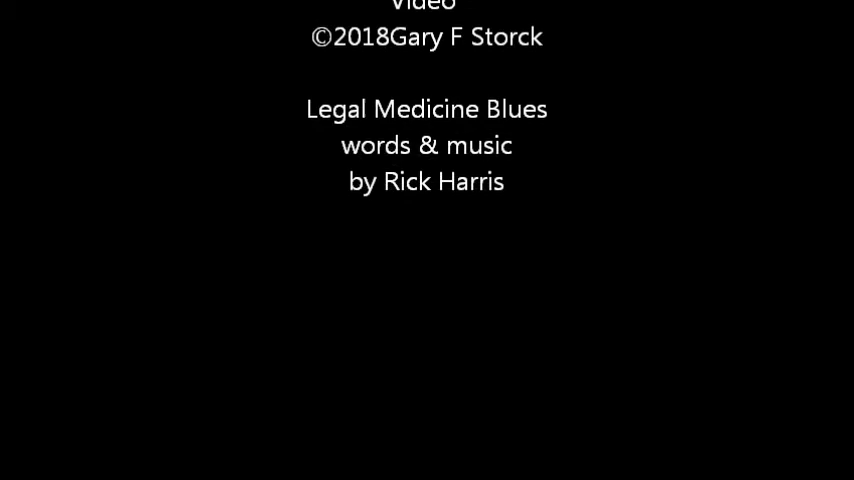 Video
©2018Gary F Storck
Legal Medicine Blues
words & music
by Rick Harris